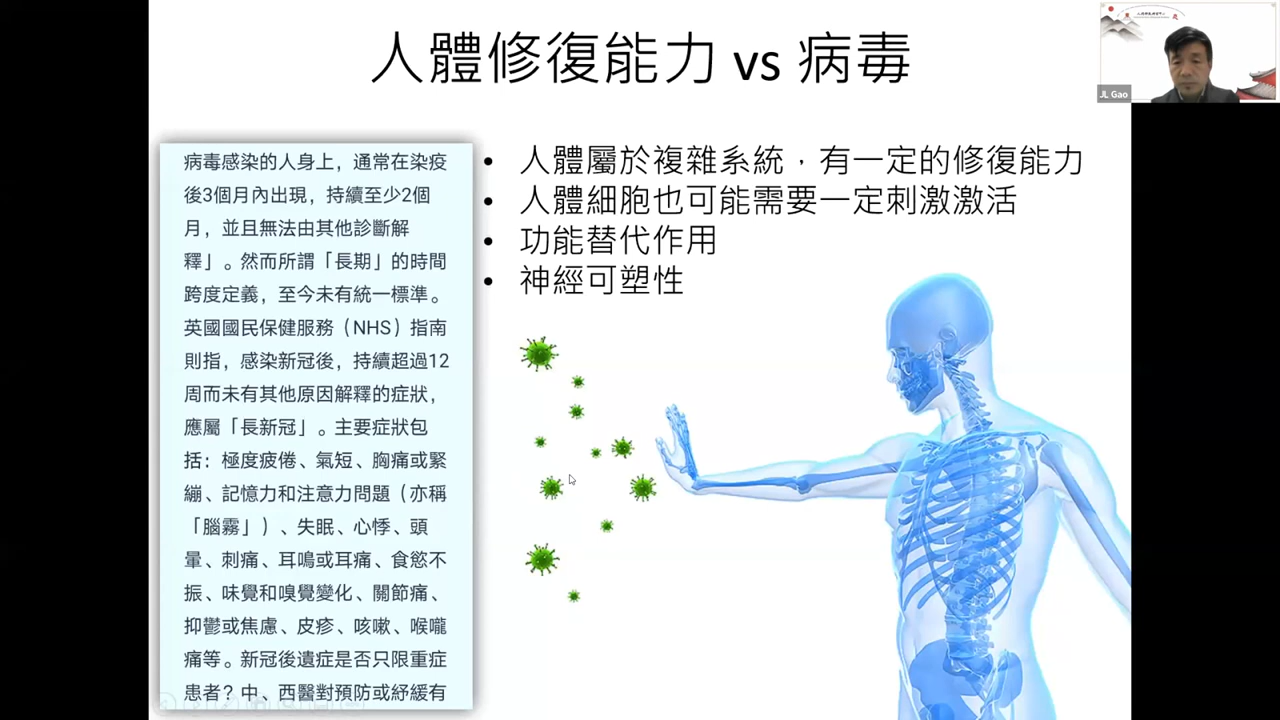 人體修復能力 vs 病毒
JL Gao
病毒感染的人身上，通常在染疫
後3個月內出現，持續至少2個
月，並且無法由其他診斷解
釋」。然而所謂「長期」的時間
跨度定義，至今未有統一標準。
英國國民保健服務（NHS）指南
則指，感染新冠後，持續超過12
周而未有其他原因解釋的症狀，
應屬「長新冠」。主要症狀包
括：極度疲倦、氣短、胸痛或緊
繃、記憶力和注意力問題（亦稱
「腦霧」）、失眠、心悸、頭
暈、刺痛、耳鳴或耳痛、食慾不
振、味覺和嗅覺變化、關節痛、
抑鬱或焦慮、皮疹、咳嗽、喉嚨
痛等。新冠後遺症是否只限重症
患者？中、西醫對預防或紓緩有
• 人體屬於複雜系統，有一定的修復能力
• 人體細胞也可能需要一定刺激激活
• 功能替代作用
• 神經可塑性